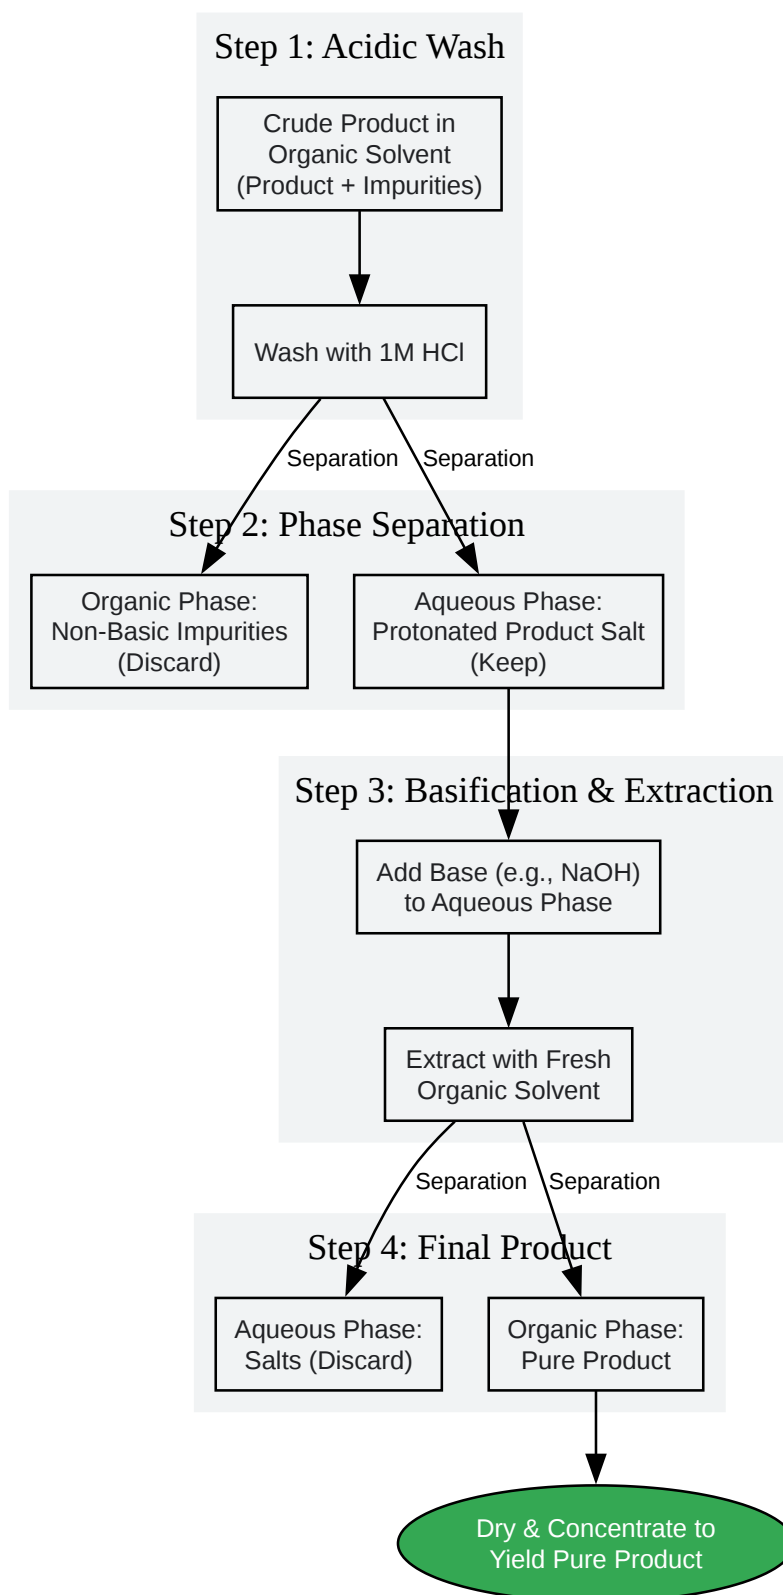 Step 1: Acidic Wash
Crude Product in
Organic Solvent
(Product + Impurities)
Wash with 1M HCl
Separation
Separation
Step 2: Phase Separation
Organic Phase:
Non-Basic Impurities
(Discard)
Aqueous Phase:
Protonated Product Salt
(Keep)
Step 3: Basification & Extraction
Add Base (e.g., NaOH)
to Aqueous Phase
Extract with Fresh
Organic Solvent
Separation
Separation
Step 4: Final Product
Aqueous Phase:
Salts (Discard)
Organic Phase:
Pure Product
Dry & Concentrate to
Yield Pure Product